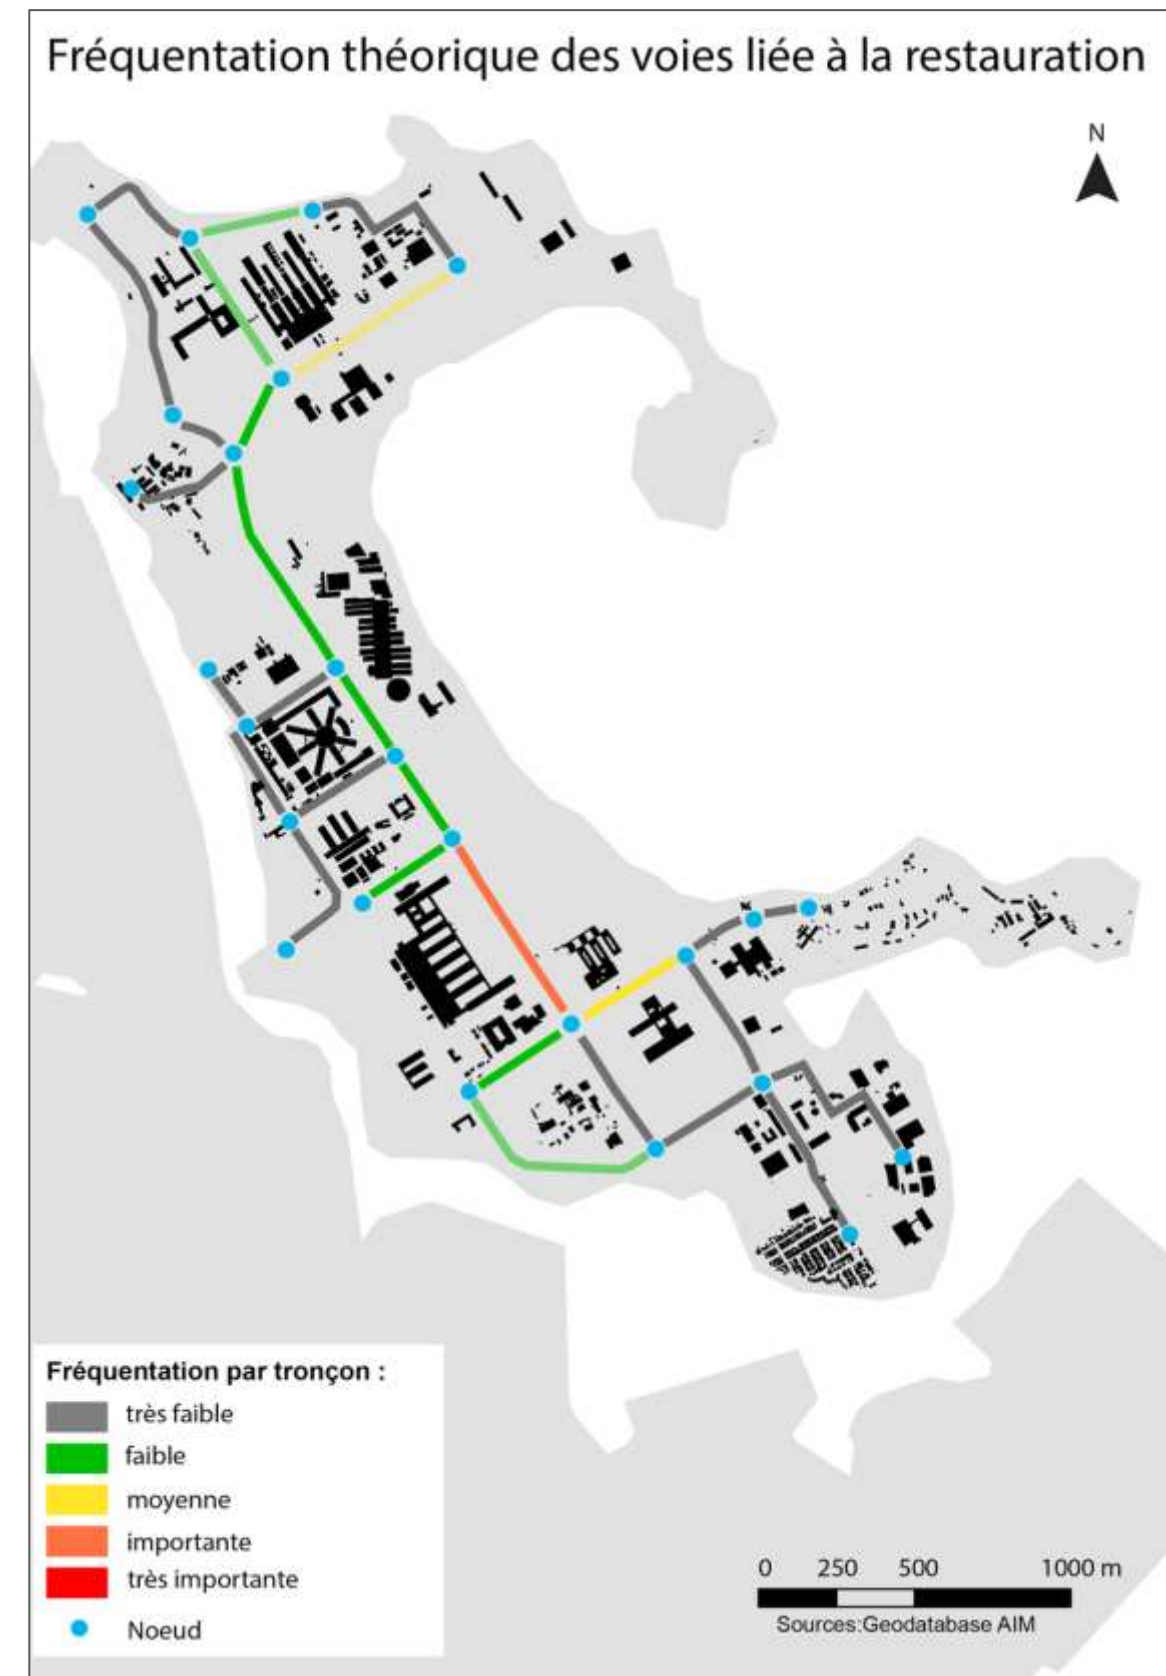 Fréquentation théorique des voies liée à la restauration
N
Fréquentation par tronçon :
très faible
faible
moyenne
importante
très importante
Noeud
0 250 500 1000 m
Sources:Geodatabase AIM